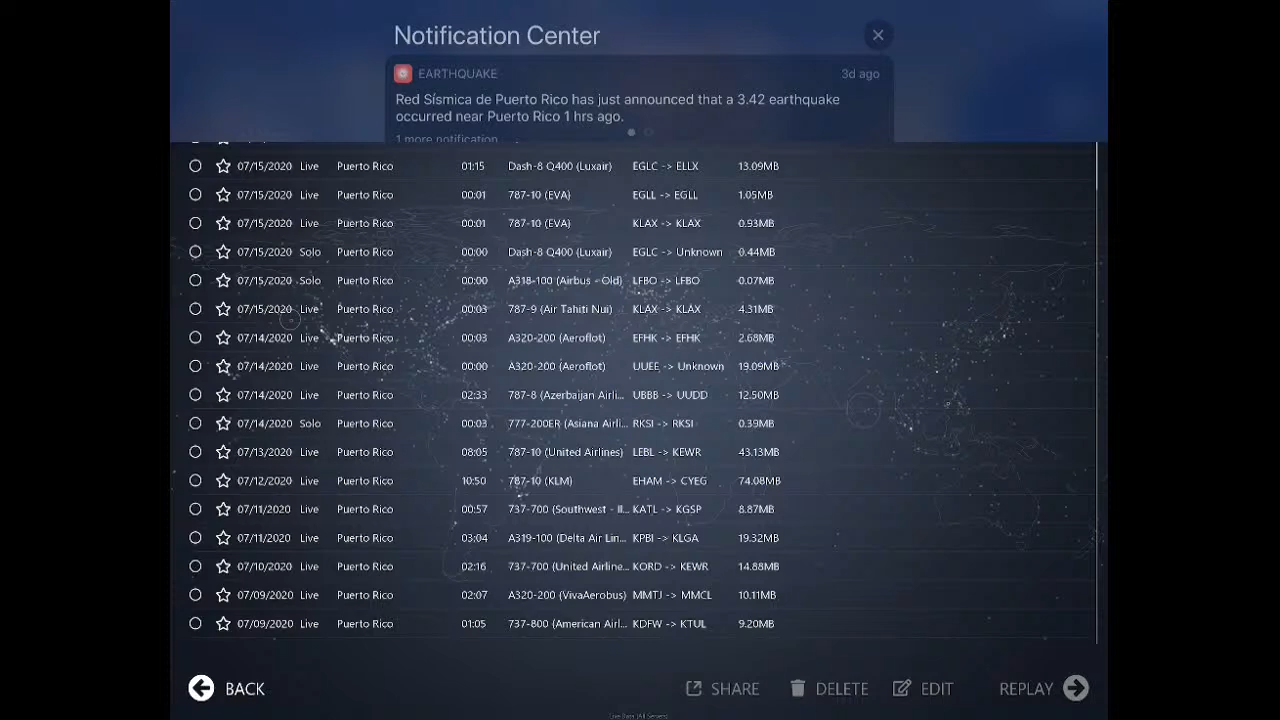 Notification Center
EARTHQUAKE 3d ago
Red Sísmica de Puerto Rico has just announced that a 3.42 earthquake
occurred near Puerto Rico 1 hrs ago.
1 more notification
07/15/2020 Live Puerto Rico 01:15 Dash-8 Q400 (Luxair) EGLC -> ELLX 13.09MB
07/15/2020 Live Puerto Rico 00:01 787-10 (EVA) EGLL -> EGLL 1.05MB
07/15/2020 Live Puerto Rico 00:01 787-10 (EVA) KLAX -> KLAX 0.93MB
07/15/2020 Solo Puerto Rico 00:00 Dash-8 Q400 (Luxair) EGLC -> Unknown 0.44MB
07/15/2020 Solo Puerto Rico 00:00 A318-100 (Airbus - Old) LFBO -> LFBO 0.07MB
07/15/2020 Live Puerto Rico 00:03 787-9 (Air Tahiti Nui) KLAX -> KLAX 4.31MB
07/14/2020 Live Puerto Rico 00:03 A320-200 (Aeroflot) EFHK -> EFHK 2.68MB
07/14/2020 Live Puerto Rico 00:00 A320-200 (Aeroflot) UUEE -> Unknown 19.09MB
07/14/2020 Live Puerto Rico 02:33 787-8 (Azerbaijan Airli... UBBB -> UUDD 12.50MB
07/14/2020 Solo Puerto Rico 00:03 777-200ER (Asiana Airli... RKSI -> RKSI 0.39MB
07/13/2020 Live Puerto Rico 08:05 787-10 (United Airlines) LEBL -> KEWR 43.13MB
07/12/2020 Live Puerto Rico 10:50 787-10 (KLM) EHAM -> CYEG 74.08MB
07/11/2020 Live Puerto Rico 00:57 737-700 (Southwest - Il... KATL -> KGSP 8.87MB
07/11/2020 Live Puerto Rico 03:04 A319-100 (Delta Air Lin... KPBI -> KLGA 19.32MB
07/10/2020 Live Puerto Rico 02:16 737-700 (United Airline... KORD -> KEWR 14.88MB
07/09/2020 Live Puerto Rico 02:07 A320-200 (VivaAerobus) MMTJ -> MMCL 10.11MB
07/09/2020 Live Puerto Rico 01:05 737-800 (American Airl... KDFW -> KTUL 9.20MB
BACK SHARE DELETE EDIT REPLAY